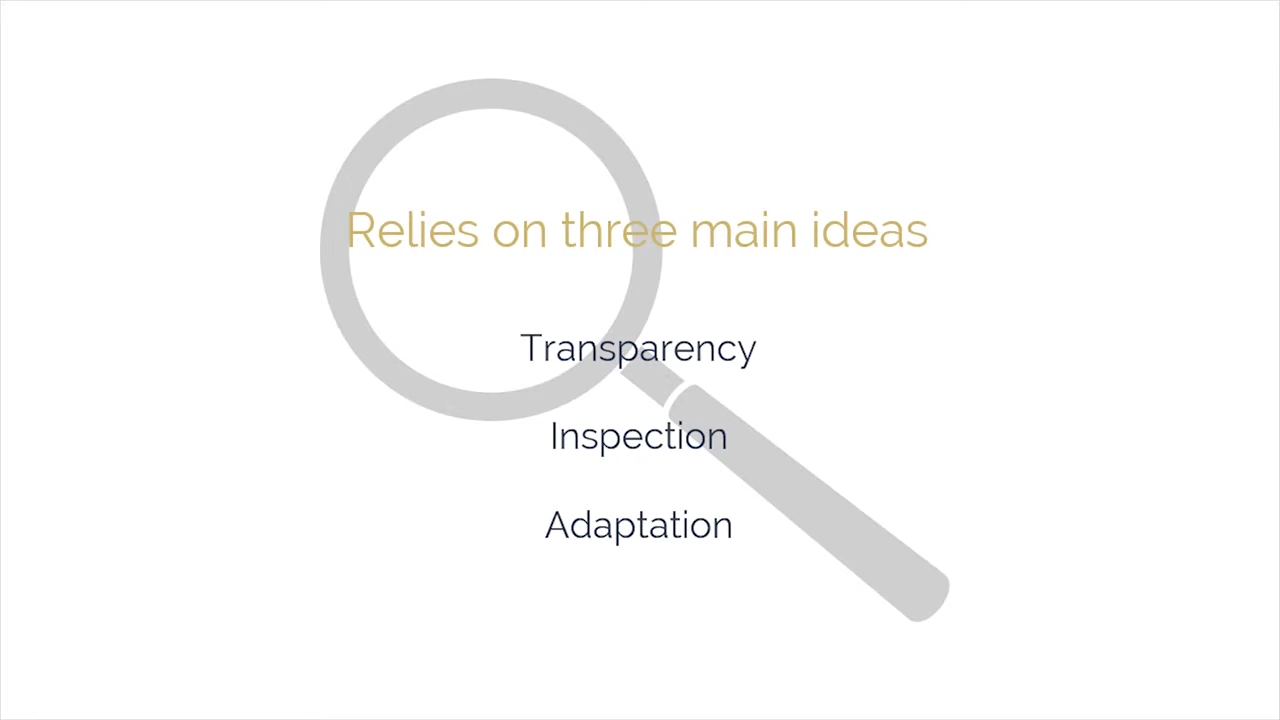 Relies on three main ideas
Transparency
Inspection
Adaptation